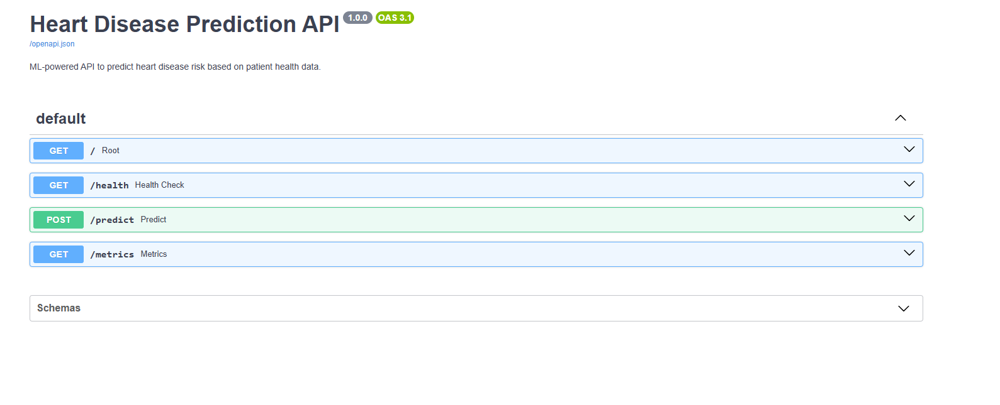 Heart Disease Prediction API 1.0.0 OAS 3.1
/openapi.json
ML-powered API to predict heart disease risk based on patient health data.
default
GET / Root
GET /health Health Check
POST /predict Predict
GET /metrics Metrics
Schemas